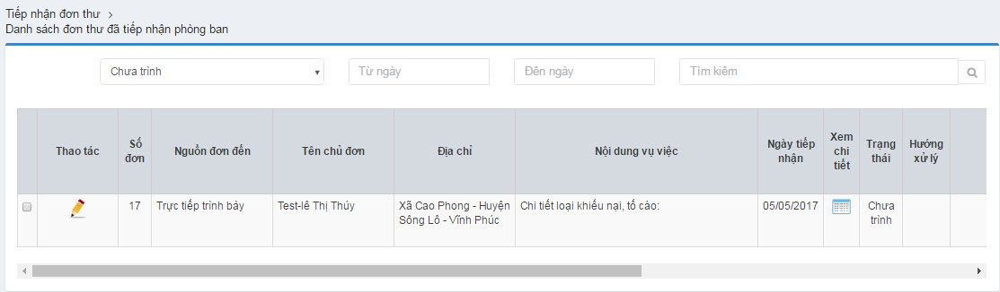 Tiếp nhận đơn thư >
Danh sách đơn thư đã tiếp nhận phòng ban
Chưa trình Từ ngày Đến ngày Tìm kiếm
Thao tác Số đơn Nguồn đơn đến Tên chủ đơn Địa chỉ Nội dung vụ việc Ngày tiếp nhận Xem chi tiết Trạng thái Hướng xử lý
17 Trực tiếp trình bày Test-lê Thị Thúy Xã Cao Phong - Huyện Sông Lô - Vĩnh Phúc Chi tiết loại khiếu nại, tố cáo: 05/05/2017 Chưa trình